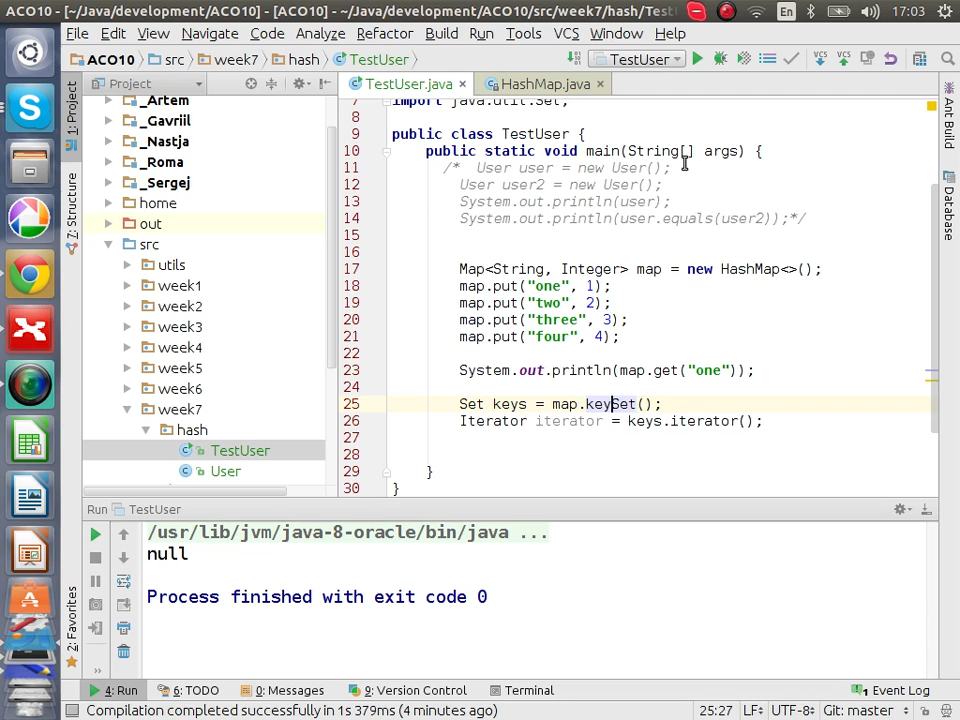 ACO10 - [~/Java/development/ACO10] - [ACO10] - ~/Java/development/ACO10/src/week7/hash/Test
En
17:03
File Edit View Navigate Code Analyze Refactor Build Run Tools VCS Window Help
ACO10 src week7 hash TestUser
TestUser
VCS VCS
Project
TestUser.java × HashMap.java ×
1: Project
7: Structure
2: Favorites
Ant Build
Database
_Artem
_Gavriil
_Nastja
_Roma
_Sergej
home
out
src
utils
week1
week2
week3
week4
week5
week6
week7
hash
TestUser
User
7 import java.util.Set;
8
9 public class TestUser {
10 public static void main(String[] args) {
11 /* User user = new User();
12 User user2 = new User();
13 System.out.println(user);
14 System.out.println(user.equals(user2));*/
15
16
17 Map<String, Integer> map = new HashMap<>();
18 map.put("one", 1);
19 map.put("two", 2);
20 map.put("three", 3);
21 map.put("four", 4);
22
23 System.out.println(map.get("one"));
24
25 Set keys = map.keySet();
26 Iterator iterator = keys.iterator();
27
28
29 }
30 }
Run TestUser
/usr/lib/jvm/java-8-oracle/bin/java ...
null
Process finished with exit code 0
4: Run 6: TODO 0: Messages 9: Version Control Terminal 1 Event Log
Compilation completed successfully in 1s 379ms (4 minutes ago) 25:27 LF UTF-8 Git: master